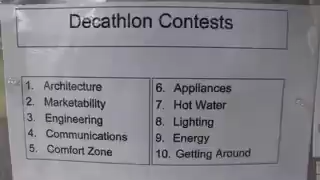 Decathlon Contests
1. Architecture
2. Marketability
3. Engineering
4. Communications
5. Comfort Zone
6. Appliances
7. Hot Water
8. Lighting
9. Energy
10. Getting Around